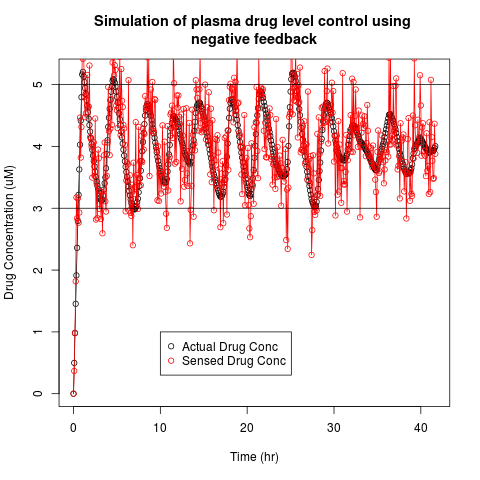 Simulation of plasma drug level control using
negative feedback
Drug Concentration (uM)
5
4
3
2
1
0
Actual Drug Conc
Sensed Drug Conc
0
10
20
30
40
Time (hr)